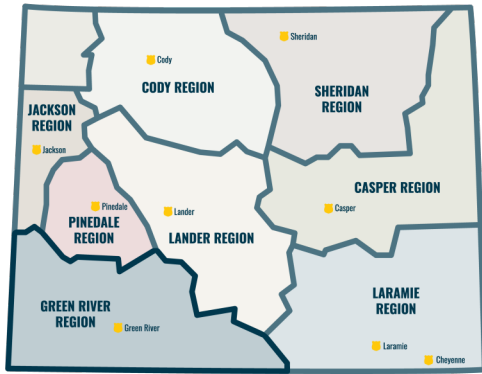 Sheridan
Cody
CODY REGION
SHERIDAN
REGION
JACKSON
REGION
Jackson
CASPER REGION
Pinedale
Lander
Casper
PINEDALE
REGION
LANDER REGION
LARAMIE
REGION
GREEN RIVER
REGION
Green River
Laramie
Cheyenne